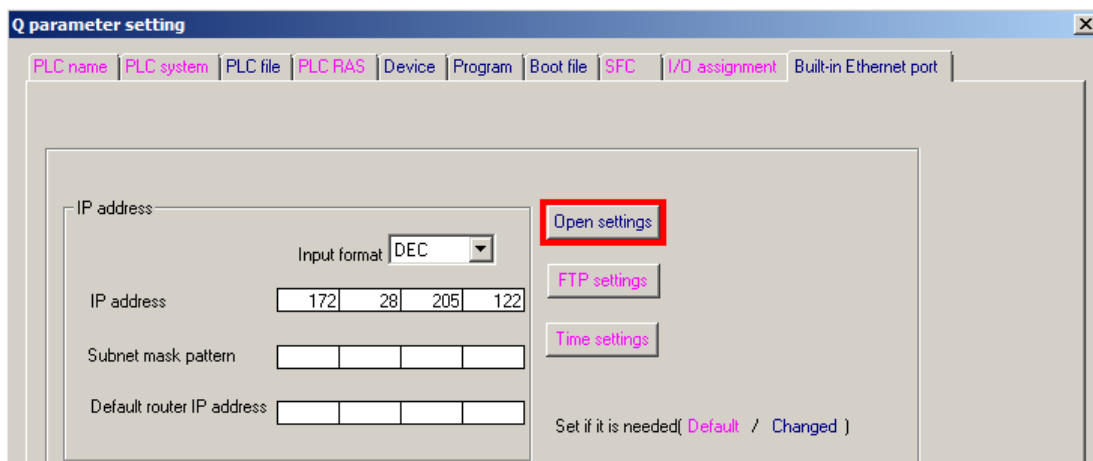 Q parameter setting
PLC name PLC system PLC file PLC RAS Device Program Boot file SFC I/O assignment Built-in Ethernet port
IP address
Input format DEC
IP address 172 28 205 122
Subnet mask pattern
Default router IP address
Open settings
FTP settings
Time settings
Set if it is needed( Default / Changed )